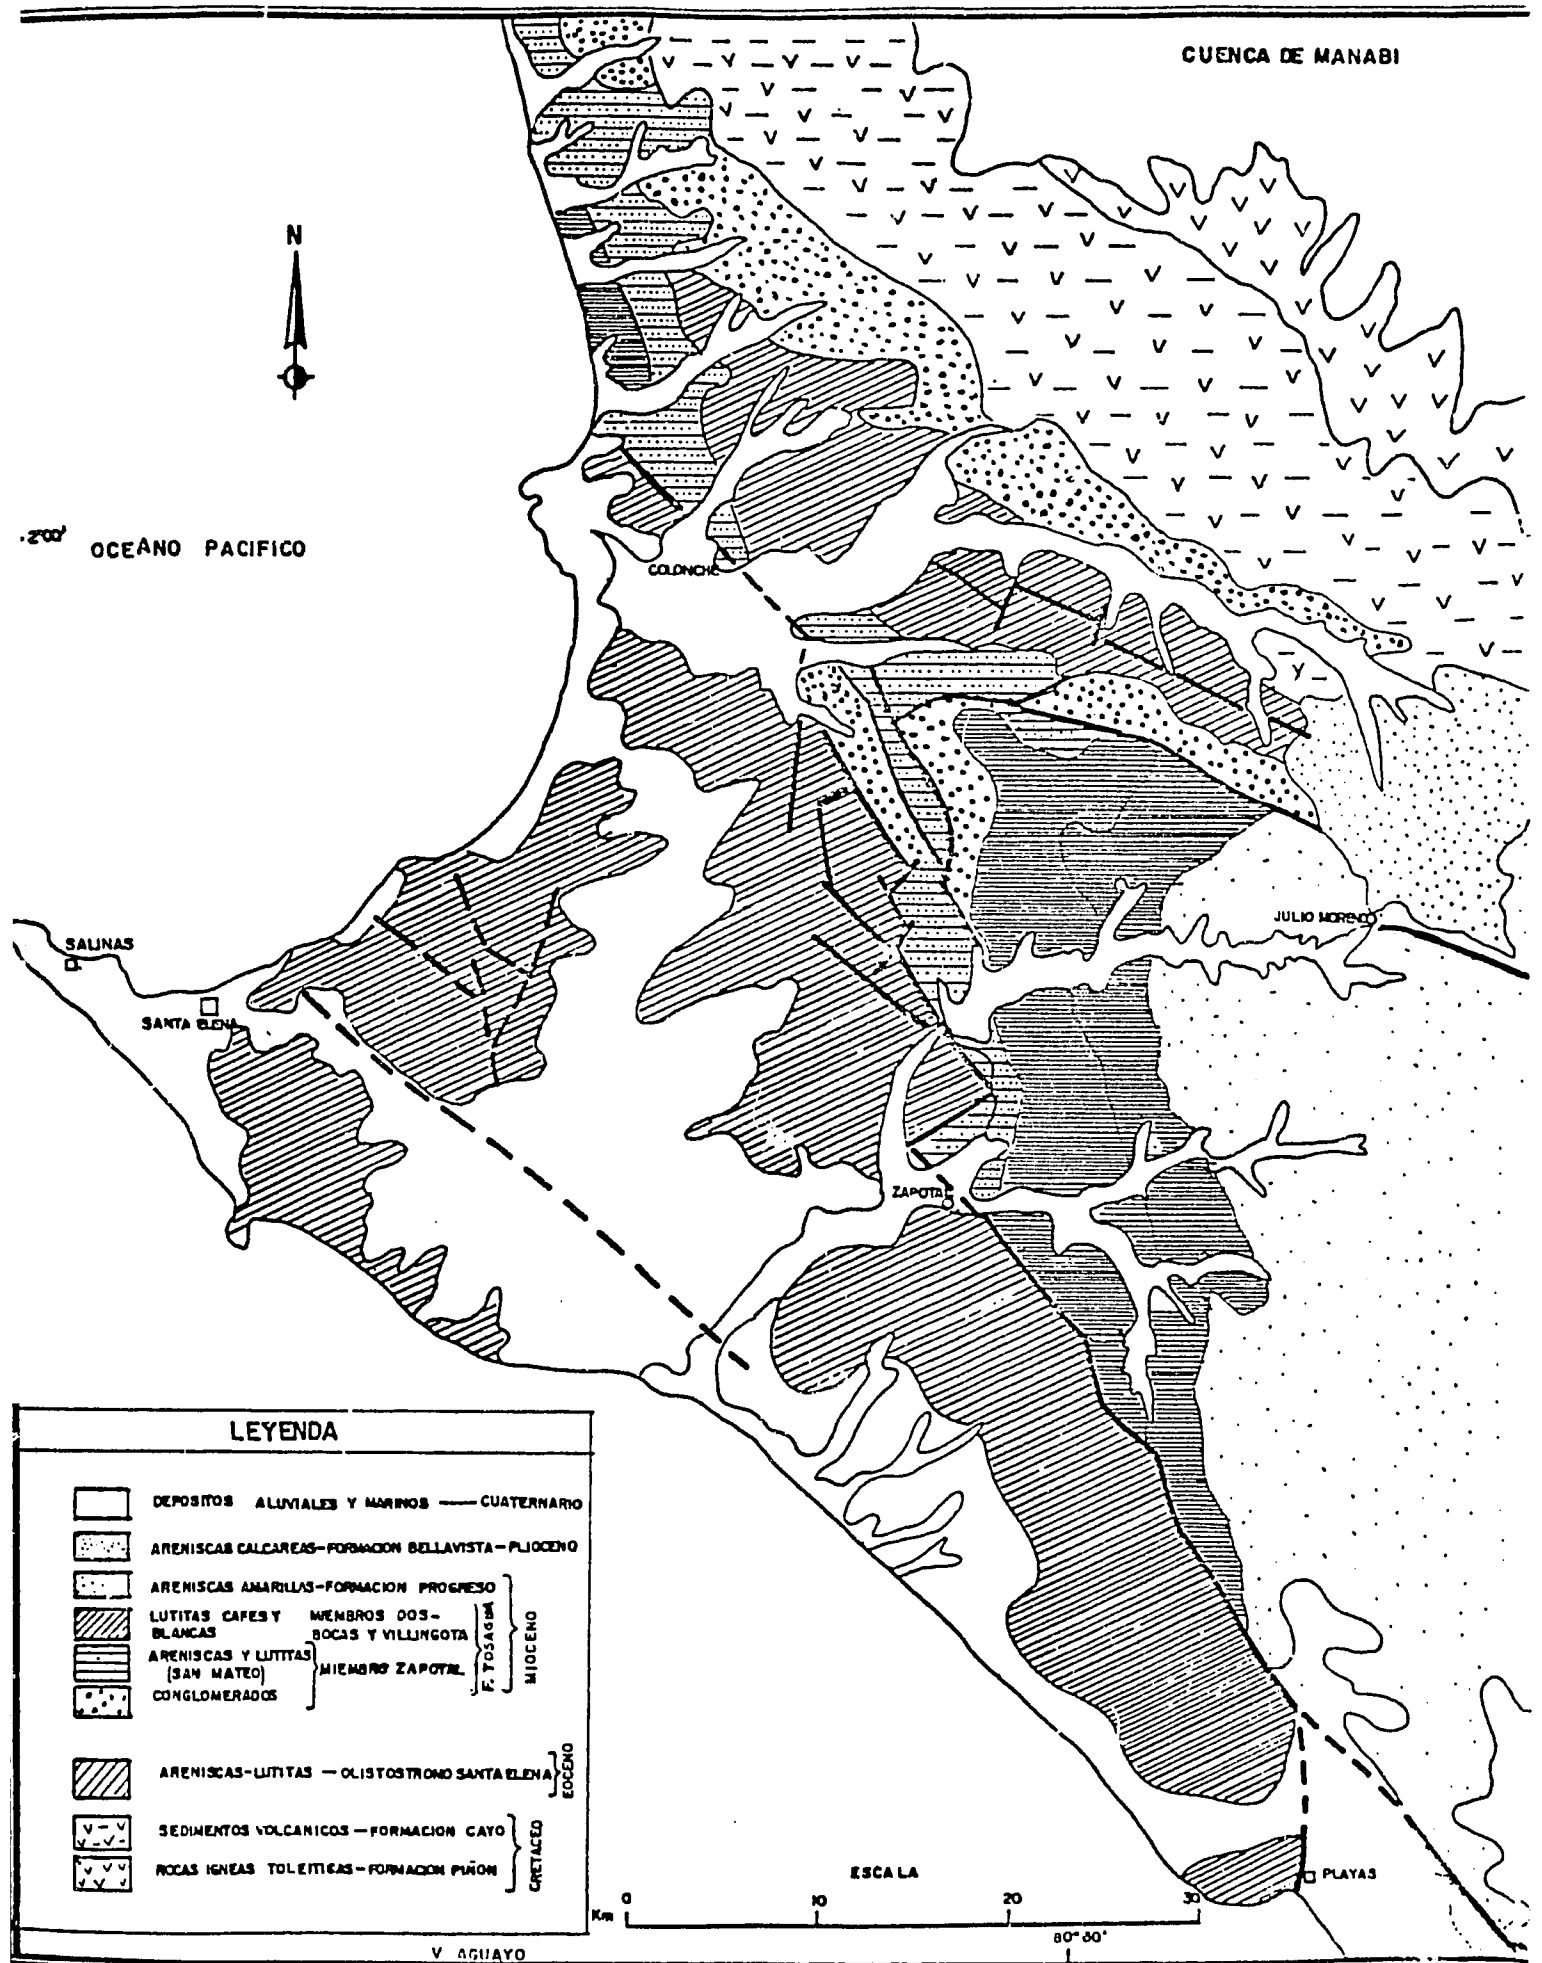 CUENCA DE MANABI
N
2°00'
OCEANO PACIFICO
COLONCHE
JULIO MORENO
SALINAS
SANTA ELENA
ZAPOTAL
PLAYAS
LEYENDA
DEPOSITOS ALUVIALES Y MARINOS — CUATERNARIO
ARENISCAS CALCAREAS-FORMACION BELLAVISTA-PLIOCENO
ARENISCAS AMARILLAS-FORMACION PROGRESO
LUTITAS CAFES Y BLANCAS
MIEMBROS DOS-BOCAS Y VILLINGOTA
ARENISCAS Y LUTITAS (SAN MATEO)
MIEMBRO ZAPOTAL
CONGLOMERADOS
F. TOSAGUA
MIOCENO
ARENISCAS-LUTITAS — OLISTOSTROMO SANTA ELENA
EOCENO
SEDIMENTOS VOLCANICOS — FORMACION CAYO
ROCAS IGNEAS TOLEITICAS-FORMACION PIÑON
CRETACEO
ESCALA
Km
0 10 20 30
80°30'
V AGUAYO